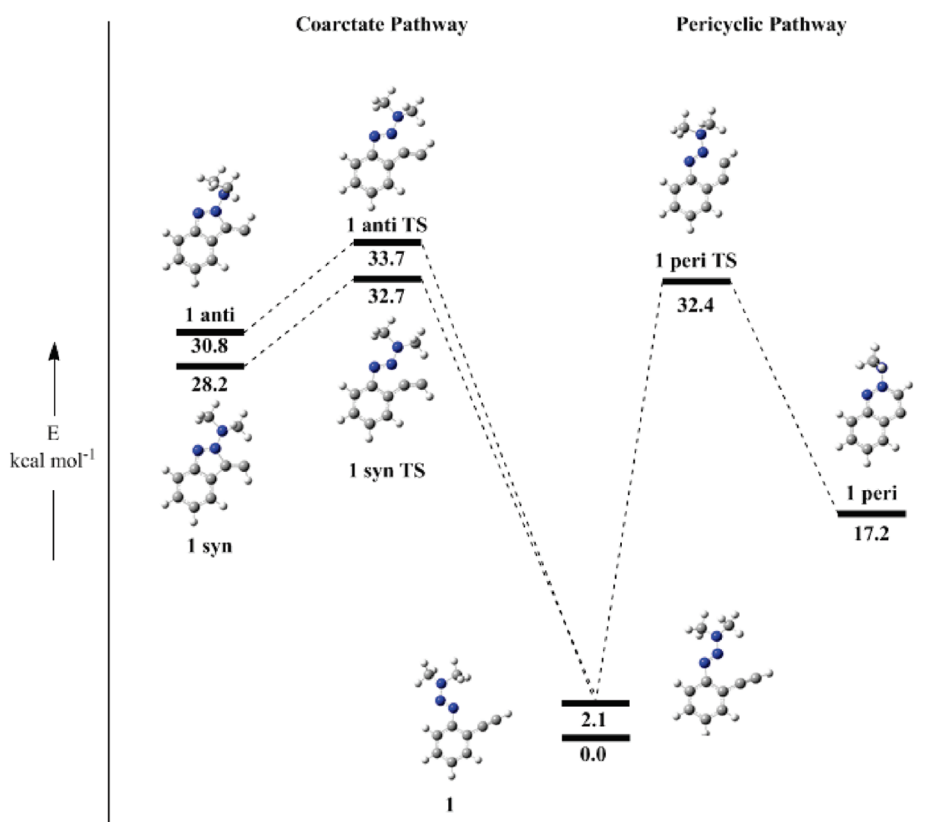 Coarctate Pathway
Pericyclic Pathway
1 anti TS
33.7
32.7
1 peri TS
32.4
1 anti
30.8
28.2
E
kcal mol-1
1 syn TS
1 syn
1 peri
17.2
2.1
0.0
1